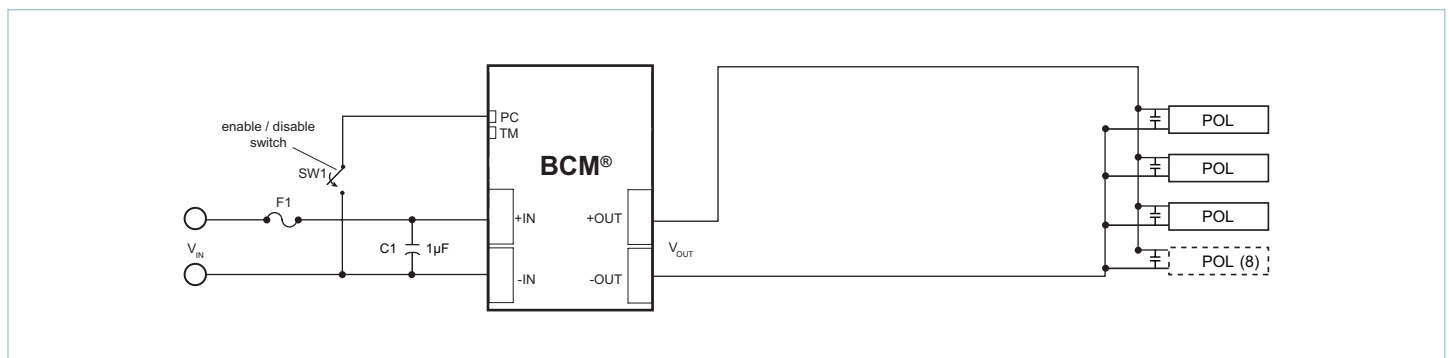 enable / disable
switch
SW1
F1
V_IN
C1
1µF
PC
TM
BCM®
+IN
-IN
+OUT
-OUT
V_OUT
POL
POL
POL
POL (8)